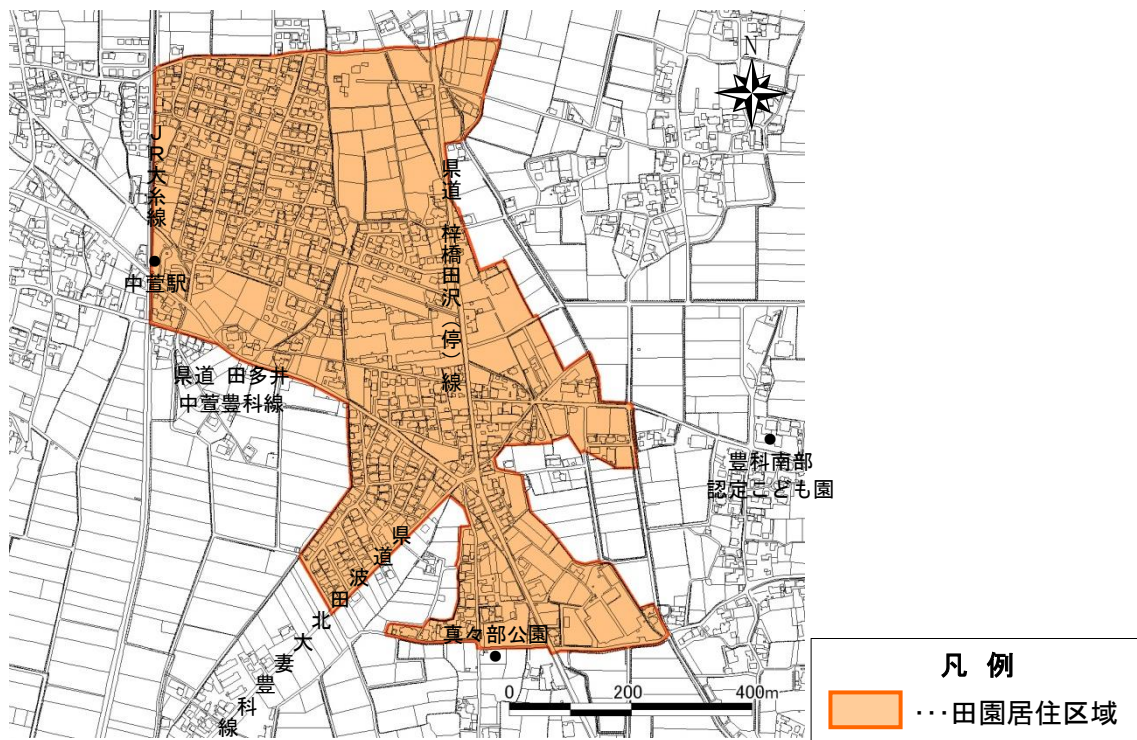 N
JR大糸線
県道 梓橋田沢(停)線
中萱駅
県道 田多井
中萱豊科線
豊科南部
認定こども園
県道波田北大妻豊科線
真々部公園
0 200 400m
凡 例
…田園居住区域